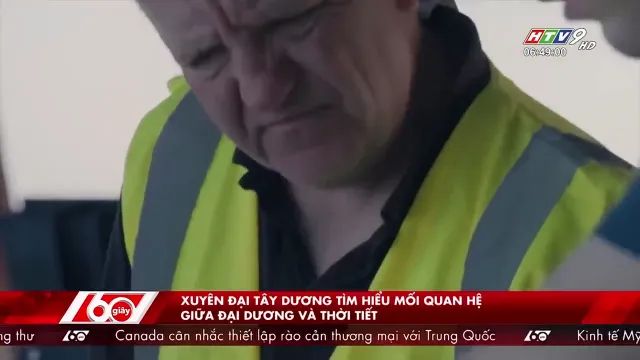 HTV9 HD
06:49:00
60 giây
XUYÊN ĐẠI TÂY DƯƠNG TÌM HIỂU MỐI QUAN HỆ
GIỮA ĐẠI DƯƠNG VÀ THỜI TIẾT
ng thư 60 Canada cân nhắc thiết lập rào cản thương mại với Trung Quốc 60 Kinh tế Mỹ